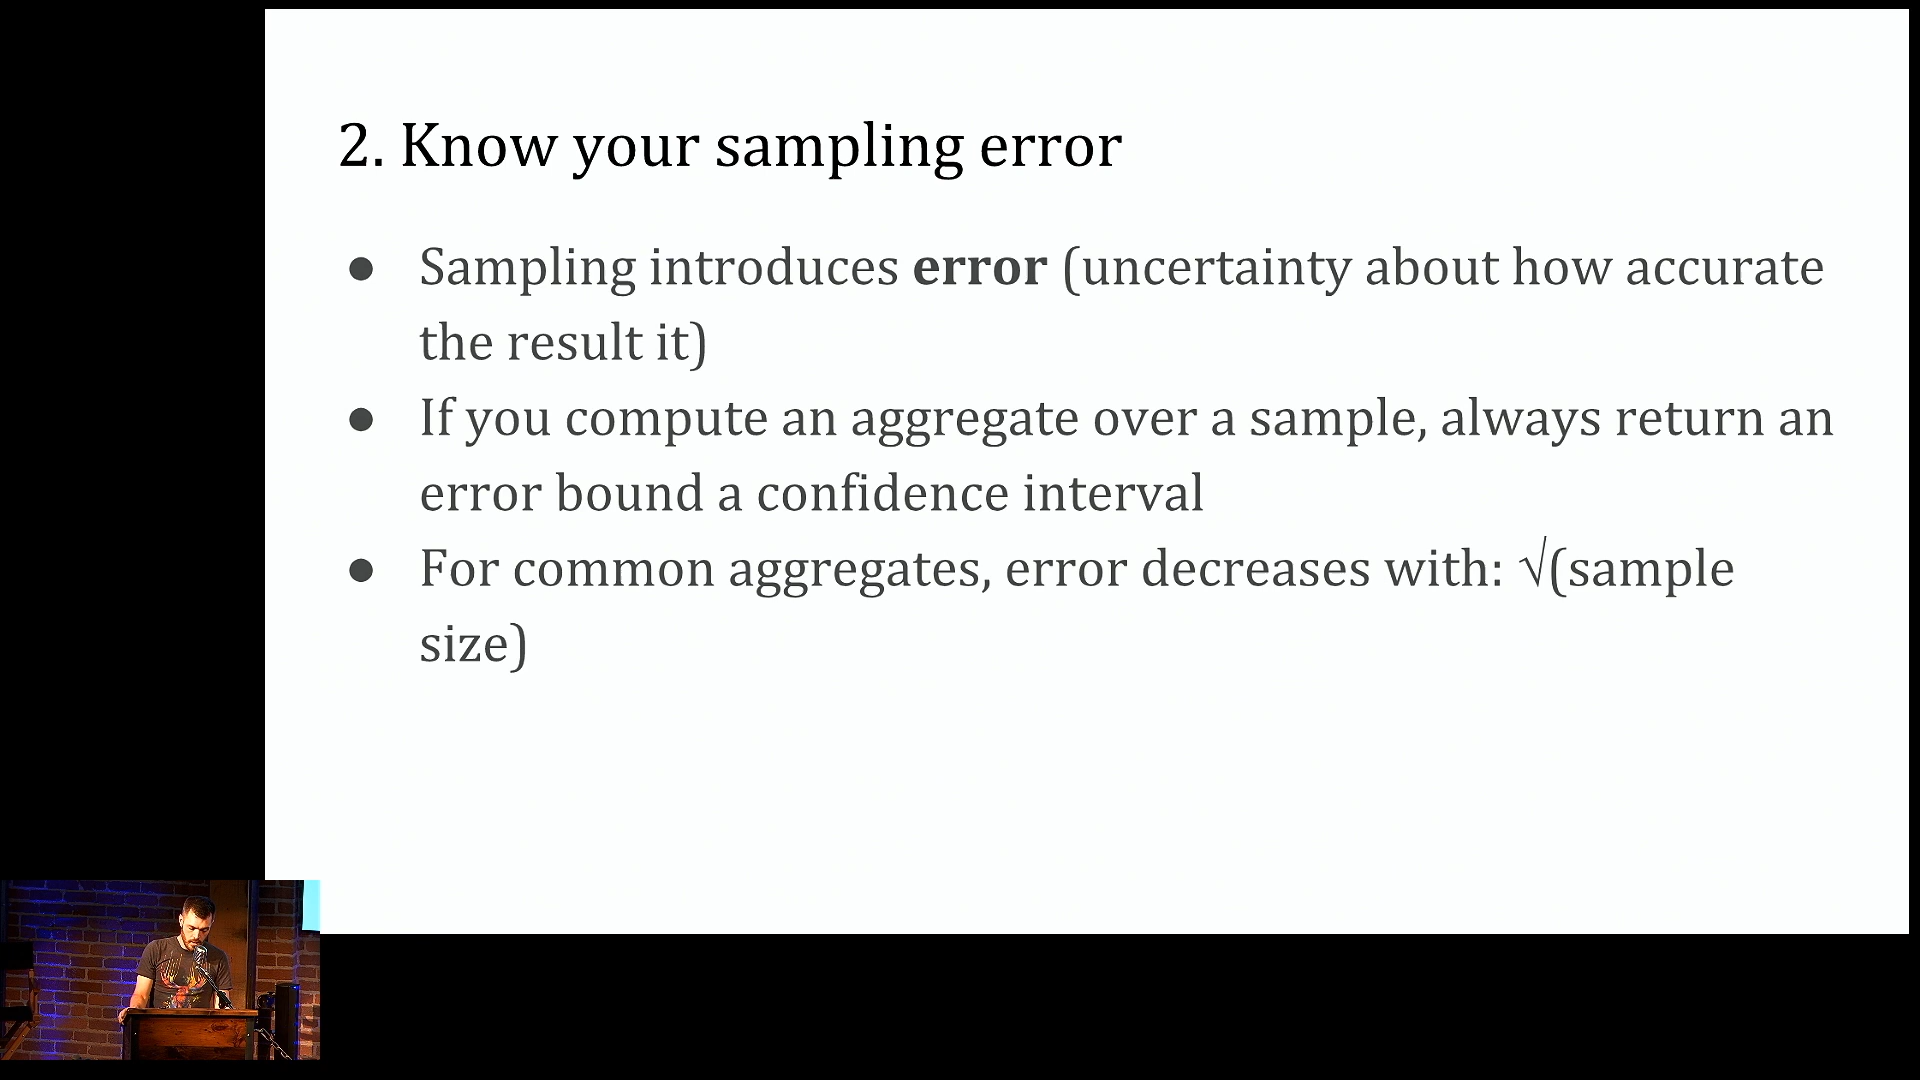 2. Know your sampling error
● Sampling introduces error (uncertainty about how accurate
the result it)
● If you compute an aggregate over a sample, always return an
error bound a confidence interval
● For common aggregates, error decreases with: √(sample
size)